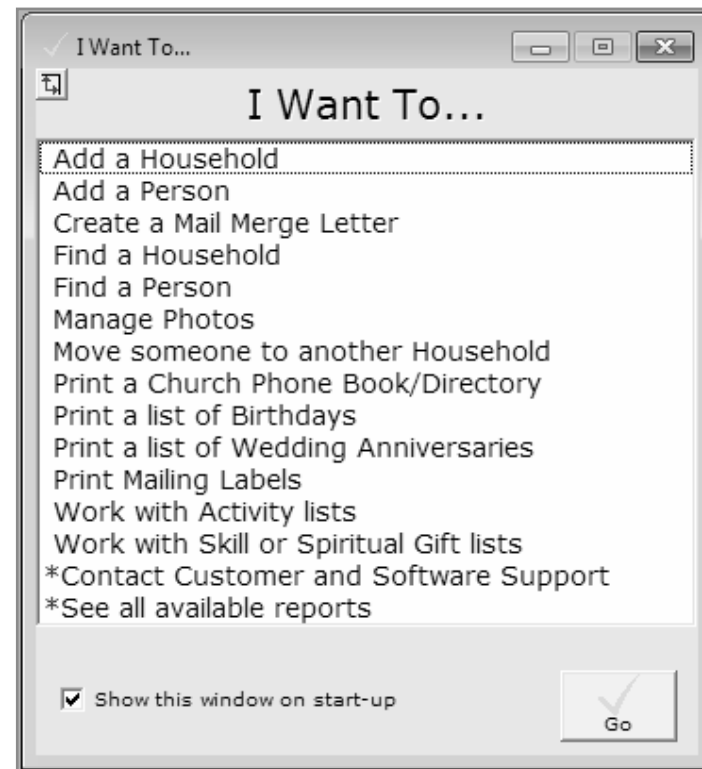 I Want To...
I Want To...
Add a Household
Add a Person
Create a Mail Merge Letter
Find a Household
Find a Person
Manage Photos
Move someone to another Household
Print a Church Phone Book/Directory
Print a list of Birthdays
Print a list of Wedding Anniversaries
Print Mailing Labels
Work with Activity lists
Work with Skill or Spiritual Gift lists
*Contact Customer and Software Support
*See all available reports
Show this window on start-up
Go